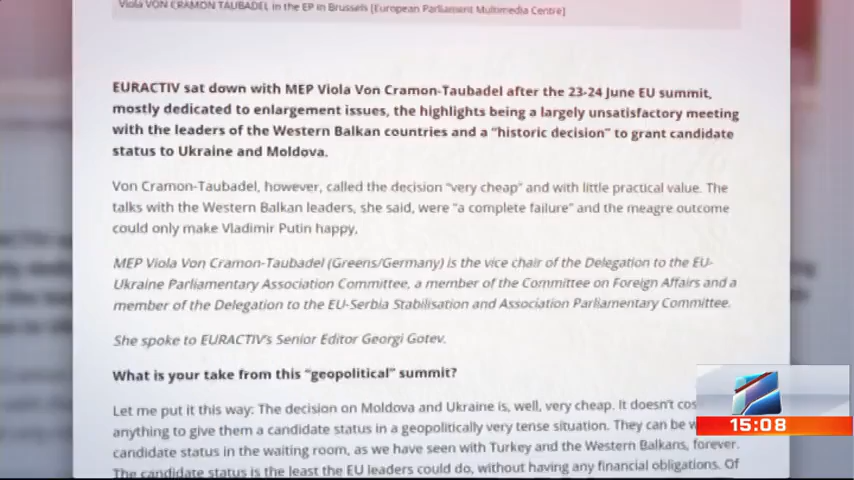 Viola VON CRAMON TAUBADEL in the EP in Brussels [European Parliament Multimedia Centre]
EURACTIV sat down with MEP Viola Von Cramon-Taubadel after the 23-24 June EU summit,
mostly dedicated to enlargement issues, the highlights being a largely unsatisfactory meeting
with the leaders of the Western Balkan countries and a “historic decision” to grant candidate
status to Ukraine and Moldova.
Von Cramon-Taubadel, however, called the decision “very cheap” and with little practical value. The
talks with the Western Balkan leaders, she said, were “a complete failure” and the meagre outcome
could only make Vladimir Putin happy.
MEP Viola Von Cramon-Taubadel (Greens/Germany) is the vice chair of the Delegation to the EU-
Ukraine Parliamentary Association Committee, a member of the Committee on Foreign Affairs and a
member of the Delegation to the EU-Serbia Stabilisation and Association Parliamentary Committee.
She spoke to EURACTIV’s Senior Editor Georgi Gotev.
What is your take from this “geopolitical” summit?
Let me put it this way: The decision on Moldova and Ukraine is, well, very cheap. It doesn’t
anything to give them a candidate status in a geopolitically very tense situation. They can be
candidate status in the waiting room, as we have seen with Turkey and the Western Balkans, forever.
The candidate status is the least the EU leaders could do, without having any financial obligations. Of
15:08